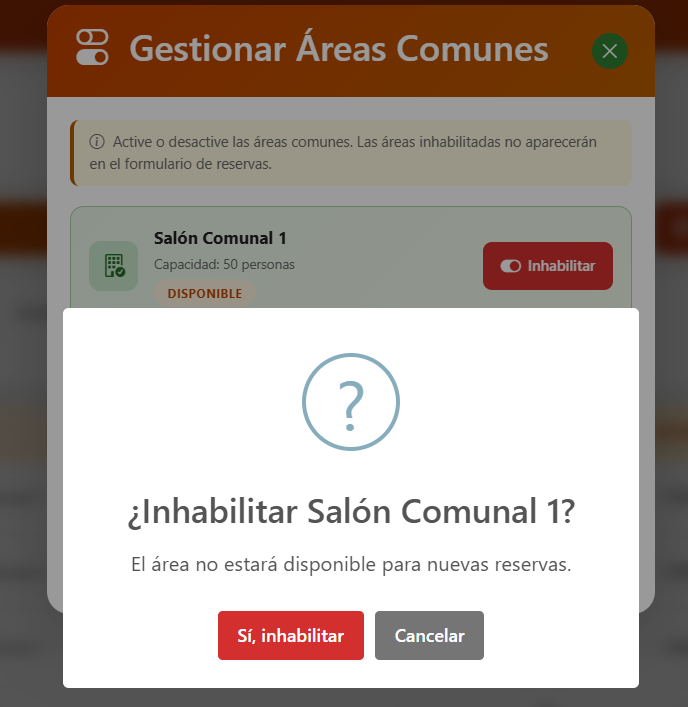 Gestionar Áreas Comunes
Active o desactive las áreas comunes. Las áreas inhabilitadas no aparecerán
en el formulario de reservas.
Salón Comunal 1
Capacidad: 50 personas
DISPONIBLE
Inhabilitar
?
¿Inhabilitar Salón Comunal 1?
El área no estará disponible para nuevas reservas.
Sí, inhabilitar
Cancelar